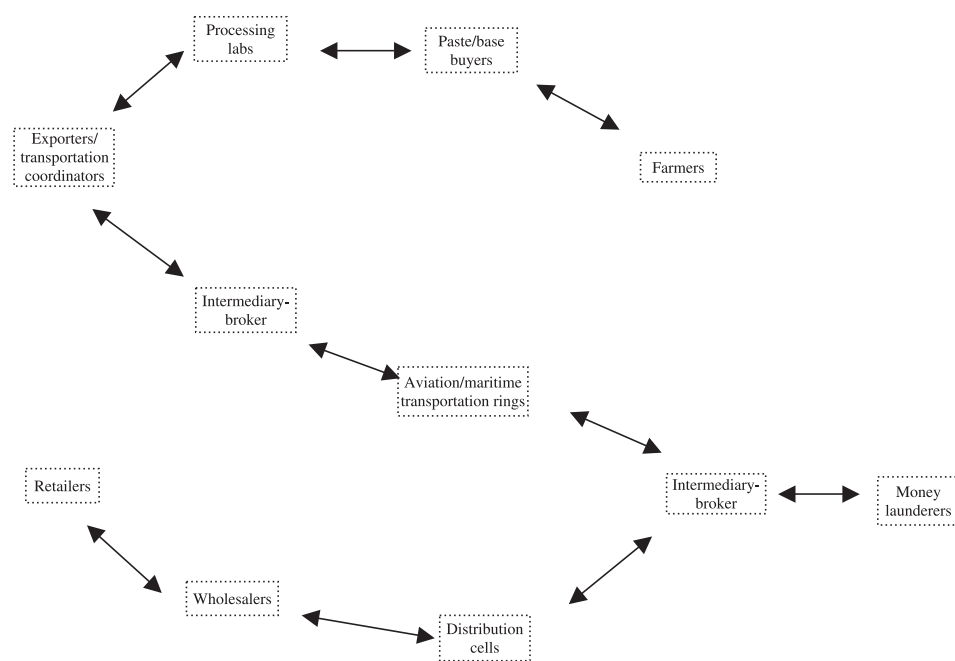 Processing
labs
Paste/base
buyers
Exporters/
transportation
coordinators
Farmers
Intermediary-
broker
Aviation/maritime
transportation rings
Retailers
Intermediary-
broker
Money
launderers
Wholesalers
Distribution
cells